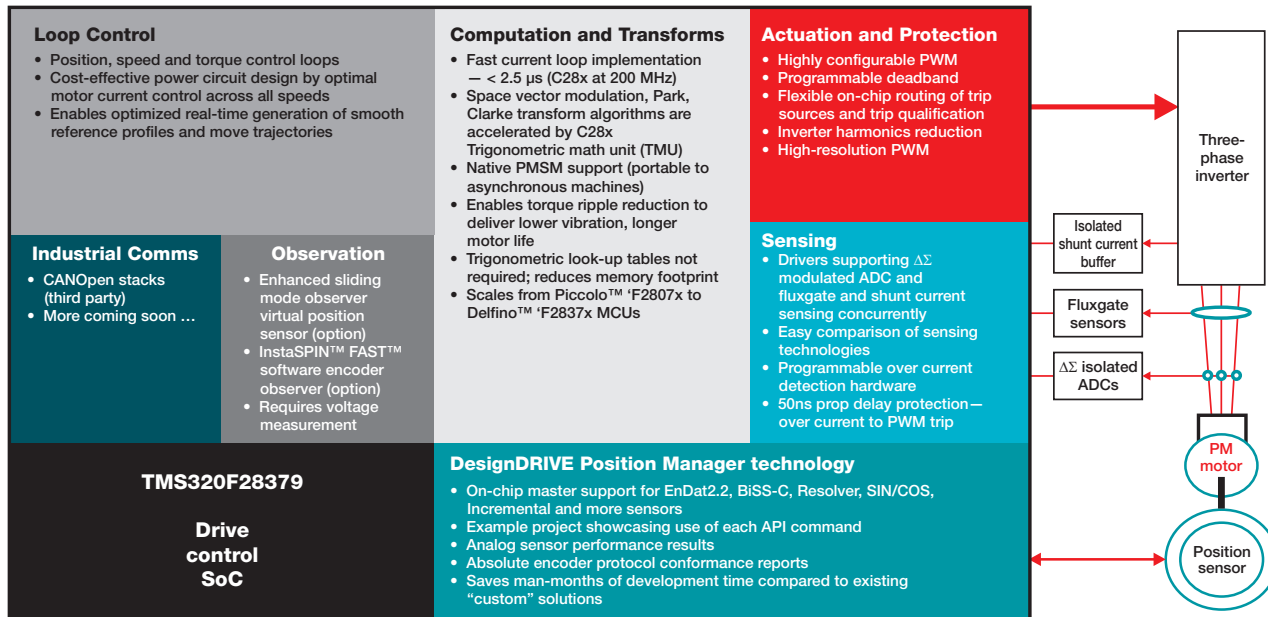 Loop Control
• Position, speed and torque control loops
• Cost-effective power circuit design by optimal
motor current control across all speeds
• Enables optimized real-time generation of smooth
reference profiles and move trajectories
Industrial Comms
• CANOpen stacks
(third party)
• More coming soon ...
Observation
• Enhanced sliding
mode observer
virtual position
sensor (option)
• InstaSPIN™ FAST™
software encoder
observer (option)
• Requires voltage
measurement
Computation and Transforms
• Fast current loop implementation
— < 2.5 µs (C28x at 200 MHz)
• Space vector modulation, Park,
Clarke transform algorithms are
accelerated by C28x
Trigonometric math unit (TMU)
• Native PMSM support (portable to
asynchronous machines)
• Enables torque ripple reduction to
deliver lower vibration, longer
motor life
• Trigonometric look-up tables not
required; reduces memory footprint
• Scales from Piccolo™ ‘F2807x to
Delfino™ ‘F2837x MCUs
Actuation and Protection
• Highly configurable PWM
• Programmable deadband
• Flexible on-chip routing of trip
sources and trip qualification
• Inverter harmonics reduction
• High-resolution PWM
Sensing
• Drivers supporting ΔΣ
modulated ADC and
fluxgate and shunt current
sensing concurrently
• Easy comparison of sensing
technologies
• Programmable over current
detection hardware
• 50ns prop delay protection—
over current to PWM trip
TMS320F28379
Drive
control
SoC
DesignDRIVE Position Manager technology
• On-chip master support for EnDat2.2, BiSS-C, Resolver, SIN/COS,
Incremental and more sensors
• Example project showcasing use of each API command
• Analog sensor performance results
• Absolute encoder protocol conformance reports
• Saves man-months of development time compared to existing
“custom” solutions
Three-
phase
inverter
Isolated
shunt current
buffer
Fluxgate
sensors
ΔΣ isolated
ADCs
PM
motor
Position
sensor